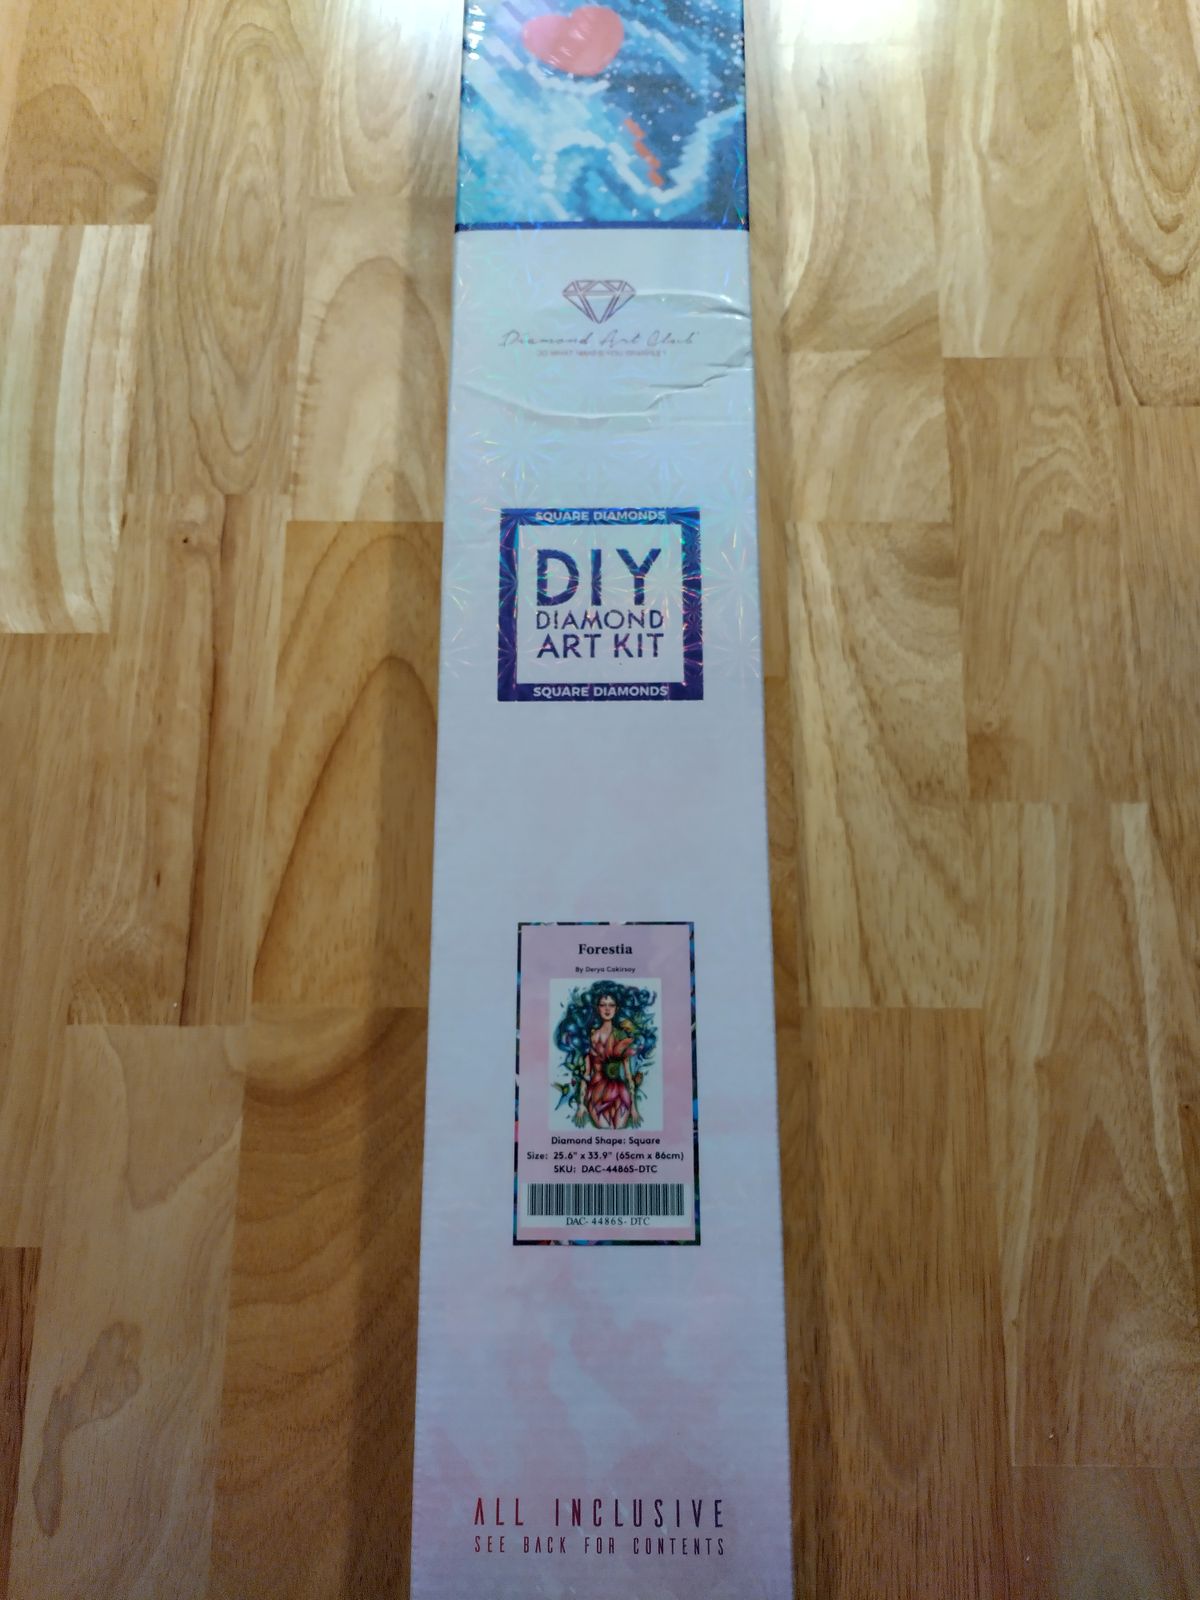 Diamond Art Club
DO WHAT MAKES YOU SPARKLE
SQUARE DIAMONDS
DIY
DIAMOND
ART KIT
SQUARE DIAMONDS
Forestia
By Derya Cakirsoy
Diamond Shape: Square
Size: 25.6" x 33.9" (65cm x 86cm)
SKU: DAC-4486S-DTC
DAC- 4486S- DTC
ALL INCLUSIVE
SEE BACK FOR CONTENTS